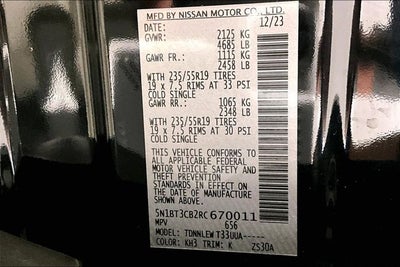 MFD BY NISSAN MOTOR CO., LTD.
DATE: 12/23
GVWR: 2125 KG
4685 LB
GAWR FR.: 1115 KG
2458 LB
WITH 235/55R19 TIRES
19 x 7.5 RIMS AT 33 PSI
COLD SINGLE
GAWR RR.: 1065 KG
2348 LB
WITH 235/55R19 TIRES
19 x 7.5 RIMS AT 30 PSI
COLD SINGLE
THIS VEHICLE CONFORMS TO
ALL APPLICABLE FEDERAL
MOTOR VEHICLE SAFETY AND
THEFT PREVENTION
STANDARDS IN EFFECT ON
THE DATE OF MANUFACTURE
SHOWN ABOVE.
5N1BT3CB2RC670011
MPV 656
MODEL: TDNNLEW T33UUA-----
COLOR: KH3 TRIM: K ZS30A